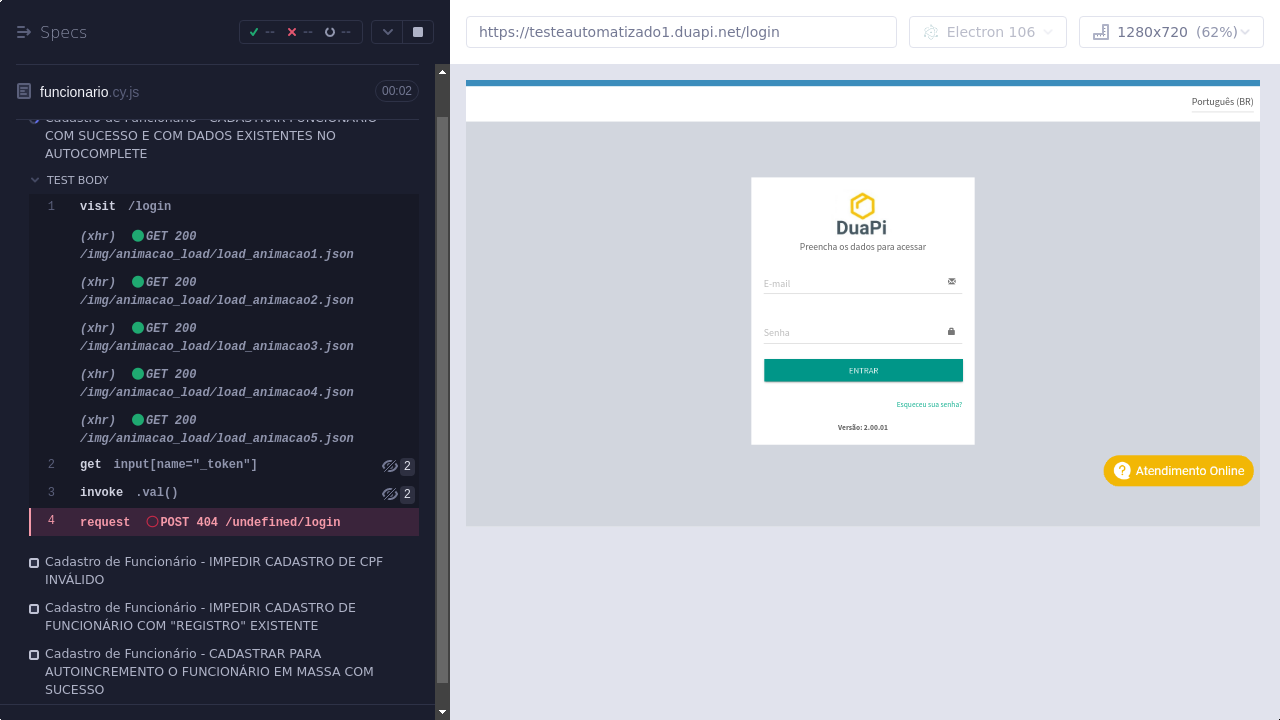 Specs
--
--
--
https://testeautomatizado1.duapi.net/login
Electron 106
1280x720 (62%)
funcionario.cy.js
00:02
Cadastro de Funcionário - CADASTRAR FUNCIONÁRIO
COM SUCESSO E COM DADOS EXISTENTES NO
AUTOCOMPLETE
TEST BODY
1 visit /login
(xhr) GET 200
/img/animacao_load/load_animacao1.json
(xhr) GET 200
/img/animacao_load/load_animacao2.json
(xhr) GET 200
/img/animacao_load/load_animacao3.json
(xhr) GET 200
/img/animacao_load/load_animacao4.json
(xhr) GET 200
/img/animacao_load/load_animacao5.json
2 get input[name="_token"] 2
3 invoke .val() 2
4 request POST 404 /undefined/login
Cadastro de Funcionário - IMPEDIR CADASTRO DE CPF
INVÁLIDO
Cadastro de Funcionário - IMPEDIR CADASTRO DE
FUNCIONÁRIO COM "REGISTRO" EXISTENTE
Cadastro de Funcionário - CADASTRAR PARA
AUTOINCREMENTO O FUNCIONÁRIO EM MASSA COM
SUCESSO
Português (BR)
DuaPi
Preencha os dados para acessar
E-mail
Senha
ENTRAR
Esqueceu sua senha?
Versão: 2.00.01
Atendimento Online